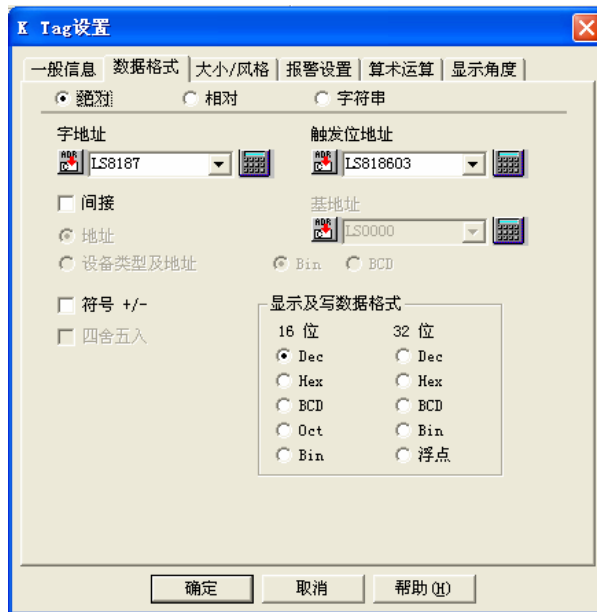 K Tag设置
一般信息 数据格式 大小/风格 报警设置 算术运算 显示角度
绝对 相对 字符串
字地址 触发位地址
ADR LS8187 ADR LS818603
间接 基地址
地址 ADR LS0000
设备类型及地址 Bin BCD
符号 +/- 显示及写数据格式
四舍五入 16 位 32 位
Dec Dec
Hex Hex
BCD BCD
Oct Bin
Bin 浮点
确定 取消 帮助(H)